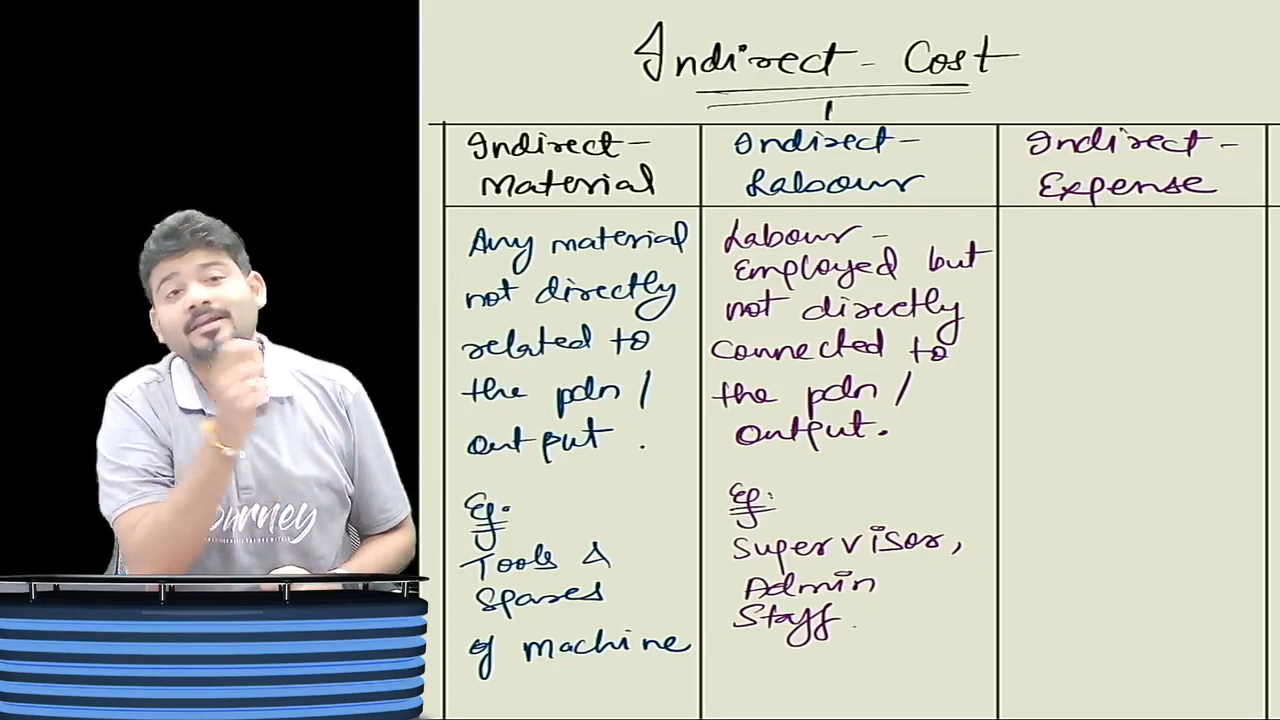 Indirect - Cost
Indirect -
Material
Any material
not directly
related to
the pdn /
output .
Eg.
Tools &
Spares
of machine
Indirect -
Labour
Labour -
Employed but
not directly
Connected to
the pdn /
Output.
Eg:
Supervisor,
Admin
Staff.
Indirect -
Expense
ourney